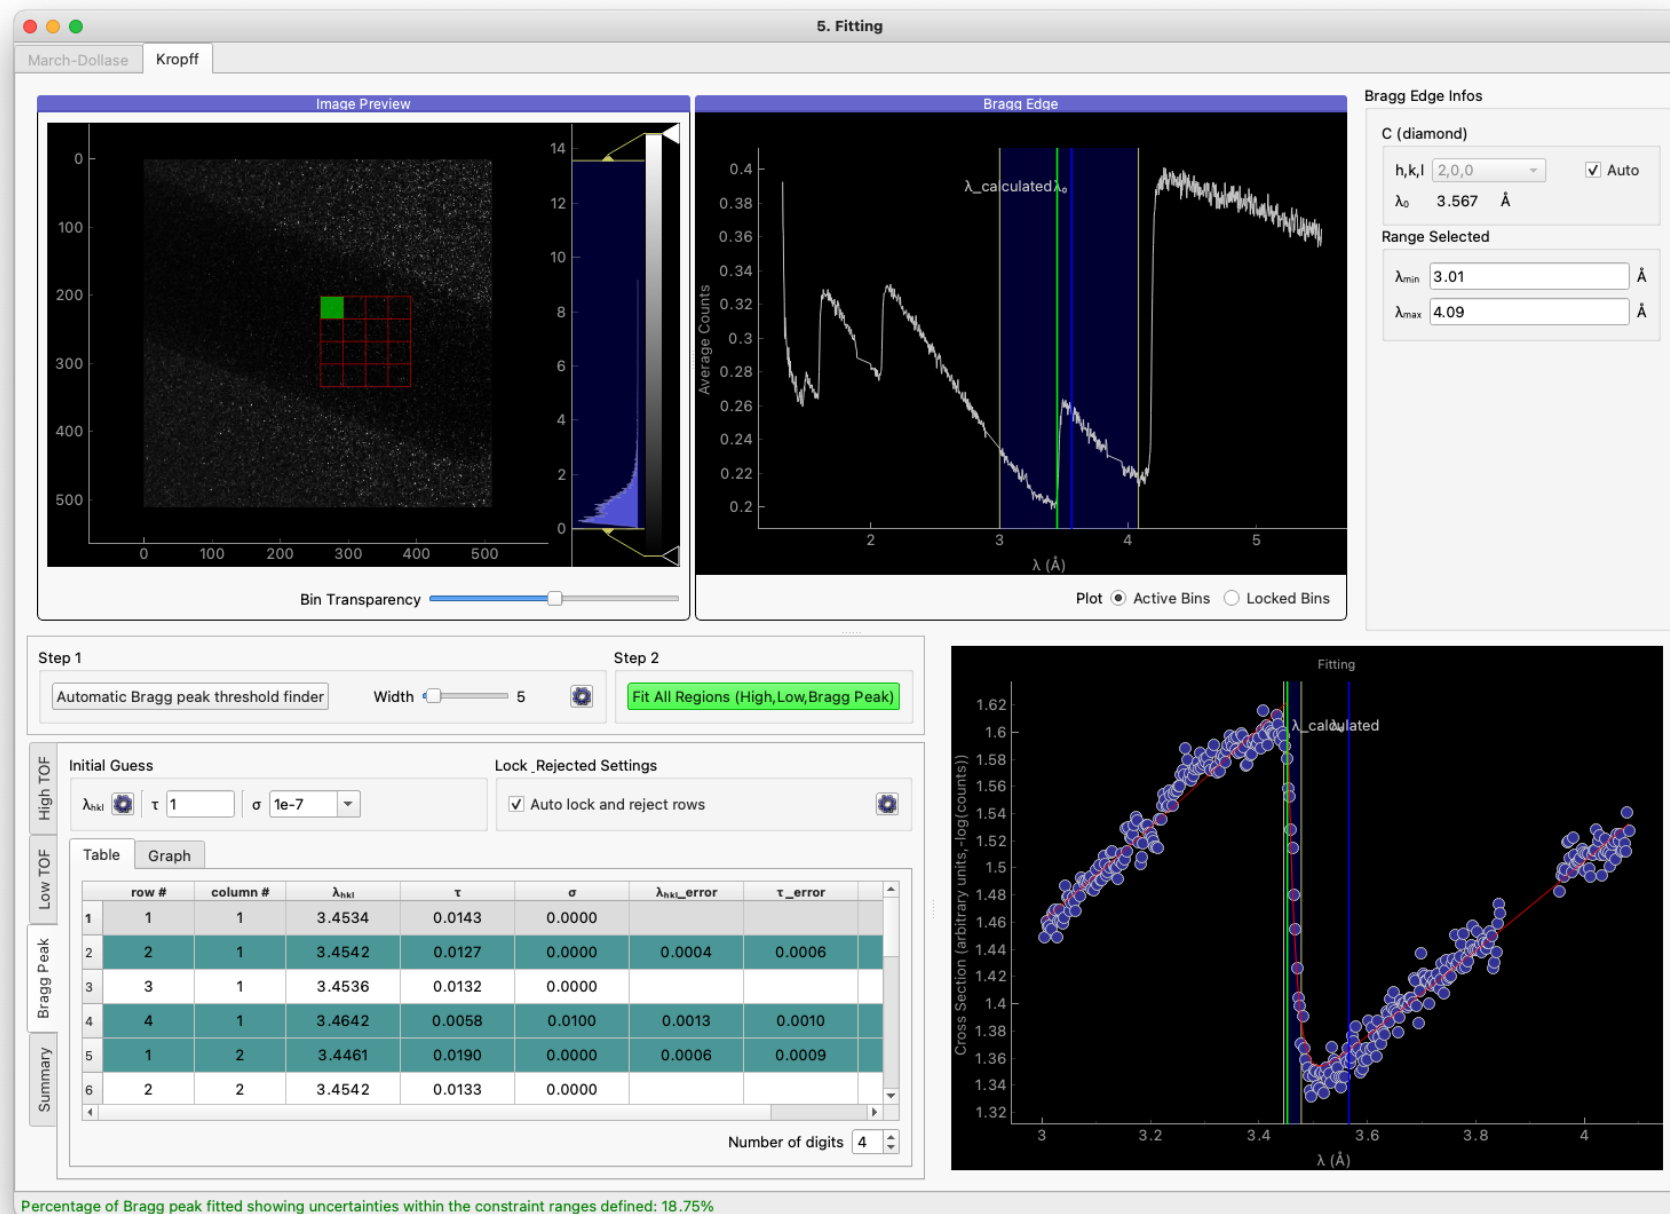 5. Fitting
March-Dollase
Kropff
Image Preview
0
100
200
300
400
500
0
100
200
300
400
500
14
12
10
8
6
4
2
0
Bin Transparency
Bragg Edge
λ_calculated
λ₀
0.4
0.38
0.36
0.34
0.32
0.3
0.28
0.26
0.24
0.22
0.2
Average Counts
2
3
4
5
λ (Å)
Plot
Active Bins
Locked Bins
Bragg Edge Infos
C (diamond)
h,k,l 2,0,0
Auto
λ₀ 3.567 Å
Range Selected
λmin 3.01 Å
λmax 4.09 Å
Step 1
Automatic Bragg peak threshold finder
Width 5
Step 2
Fit All Regions (High,Low,Bragg Peak)
High TOF
Low TOF
Bragg Peak
Summary
Initial Guess
λhkl τ 1 σ 1e-7
Lock _Rejected Settings
Auto lock and reject rows
Table
Graph
row # column # λhkl τ σ λhkl_error τ_error
1 1 1 3.4534 0.0143 0.0000
2 2 1 3.4542 0.0127 0.0000 0.0004 0.0006
3 3 1 3.4536 0.0132 0.0000
4 4 1 3.4642 0.0058 0.0100 0.0013 0.0010
5 1 2 3.4461 0.0190 0.0000 0.0006 0.0009
6 2 2 3.4542 0.0133 0.0000
Number of digits 4
Fitting
λ_calculated
1.62
1.6
1.58
1.56
1.54
1.52
1.5
1.48
1.46
1.44
1.42
1.4
1.38
1.36
1.34
1.32
Cross Section (arbitrary units,-log(counts))
3
3.2
3.4
3.6
3.8
4
λ (Å)
Percentage of Bragg peak fitted showing uncertainties within the constraint ranges defined: 18.75%